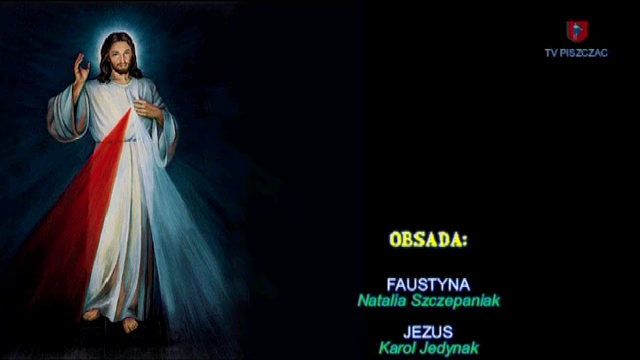 TV PISZCZAC
OBSADA:
FAUSTYNA
Natalia Szczepaniak
JEZUS
Karol Jedynak